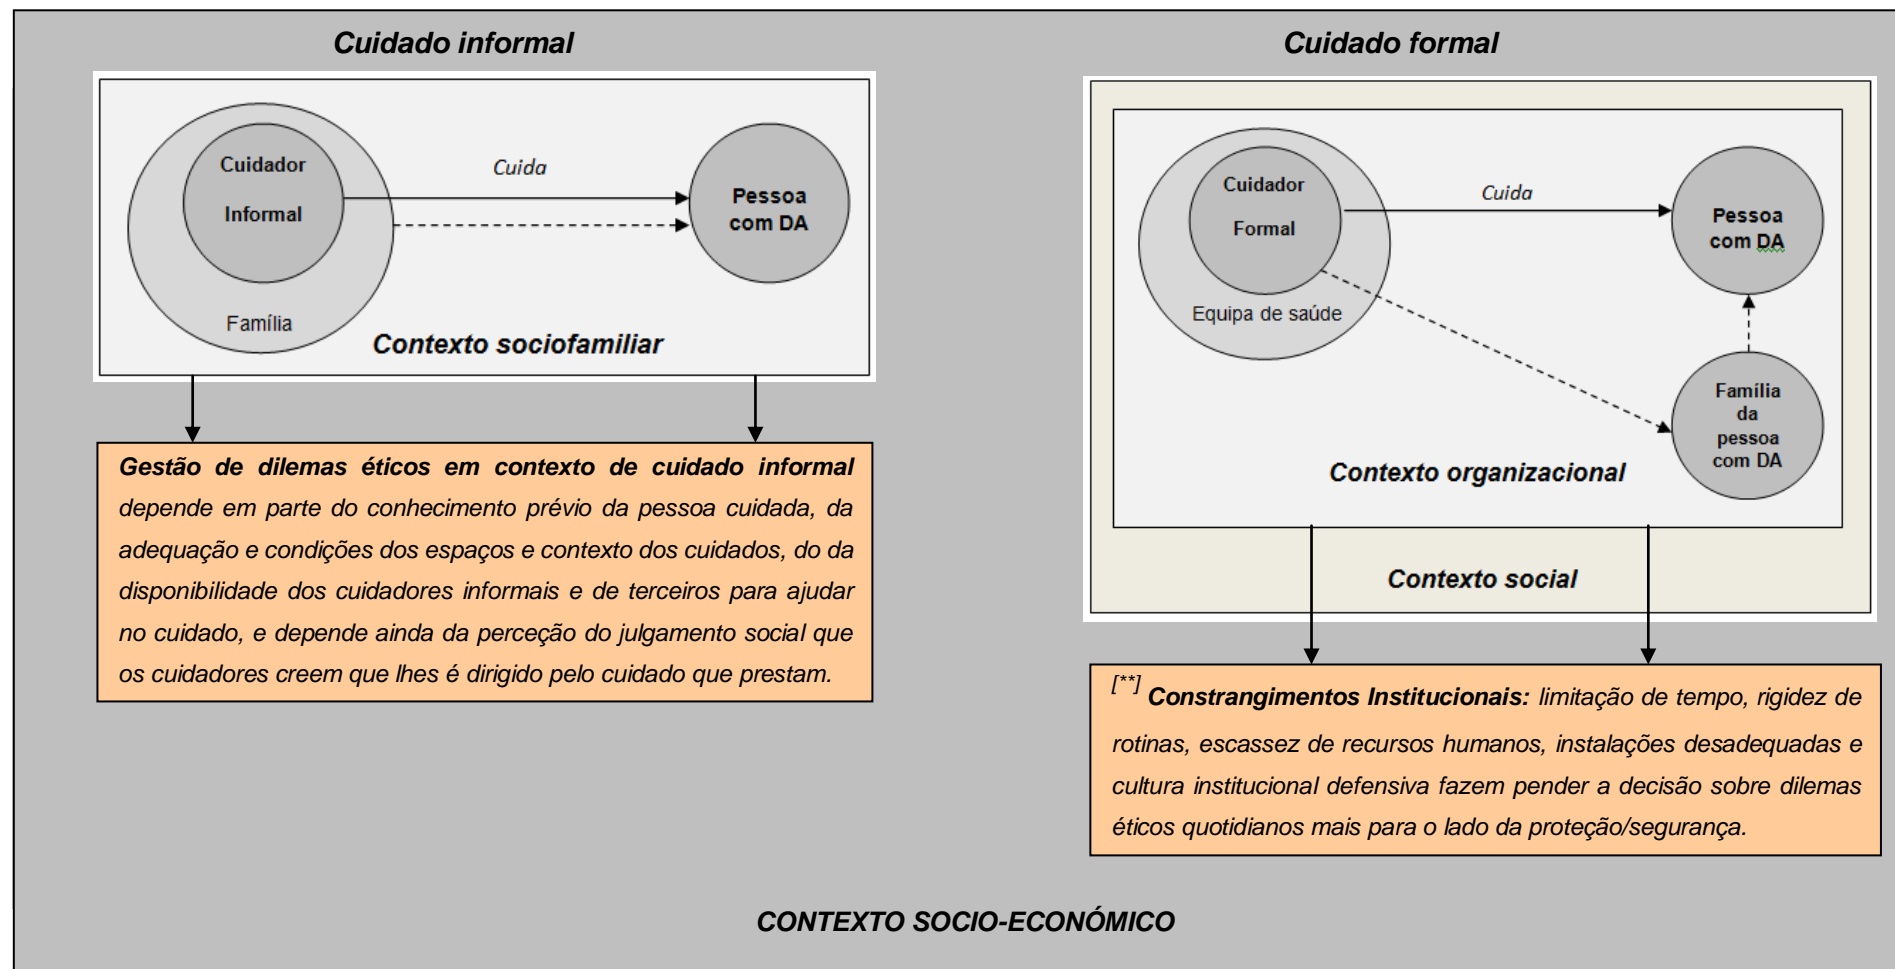 Cuidado informal
Cuidador
Informal
Cuida
Pessoa
com DA
Família
Contexto sociofamiliar
Gestão de dilemas éticos em contexto de cuidado informal
depende em parte do conhecimento prévio da pessoa cuidada, da
adequação e condições dos espaços e contexto dos cuidados, do da
disponibilidade dos cuidadores informais e de terceiros para ajudar
no cuidado, e depende ainda da perceção do julgamento social que
os cuidadores creem que lhes é dirigido pelo cuidado que prestam.
Cuidado formal
Cuidador
Formal
Cuida
Pessoa
com DA
Equipa de saúde
Família
da
pessoa
com DA
Contexto organizacional
Contexto social
[**] Constrangimentos Institucionais: limitação de tempo, rigidez de
rotinas, escassez de recursos humanos, instalações desadequadas e
cultura institucional defensiva fazem pender a decisão sobre dilemas
éticos quotidianos mais para o lado da proteção/segurança.
CONTEXTO SOCIO-ECONÓMICO